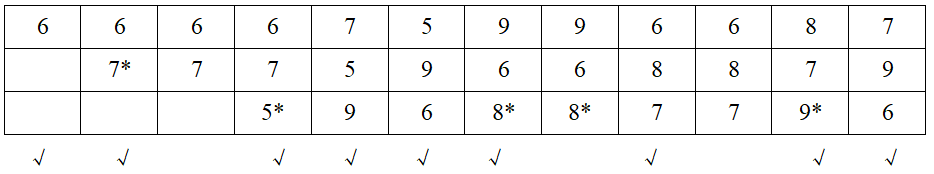 6 6 6 6 7 5 9 9 6 6 8 7
7* 7 7 5 9 6 6 8 8 7 9
5* 9 6 8* 8* 7 7 9* 6
√ √ √ √ √ √ √ √ √